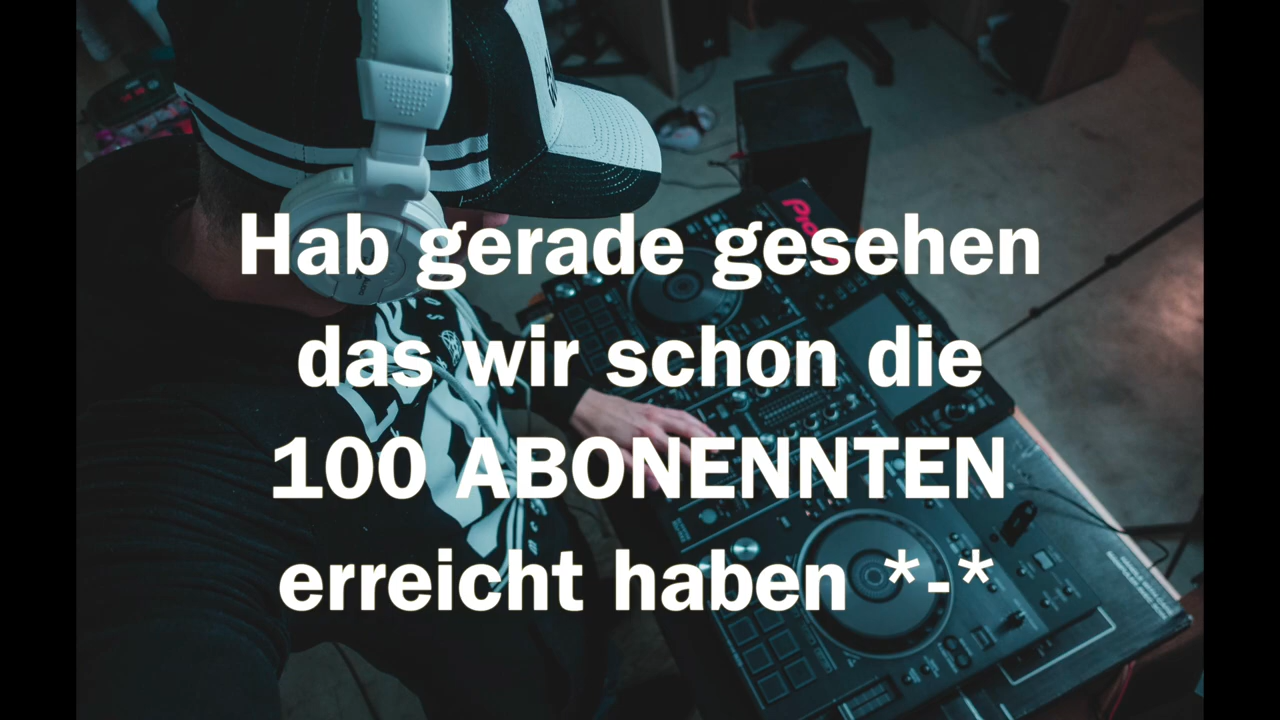 Hab gerade gesehen
das wir schon die
100 ABONENNTEN
erreicht haben *-*